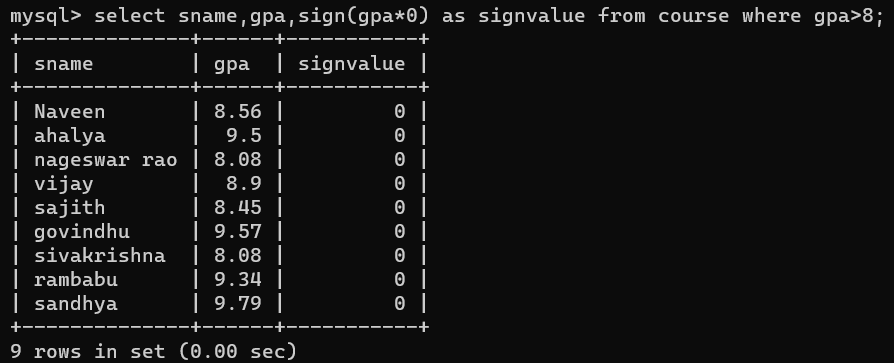 mysql> select sname,gpa,sign(gpa*0) as signvalue from course where gpa>8;
+--------------+------+-----------+
| sname        | gpa  | signvalue |
+--------------+------+-----------+
| Naveen       | 8.56 |         0 |
| ahalya       |  9.5 |         0 |
| nageswar rao | 8.08 |         0 |
| vijay        |  8.9 |         0 |
| sajith       | 8.45 |         0 |
| govindhu     | 9.57 |         0 |
| sivakrishna  | 8.08 |         0 |
| rambabu      | 9.34 |         0 |
| sandhya      | 9.79 |         0 |
+--------------+------+-----------+
9 rows in set (0.00 sec)